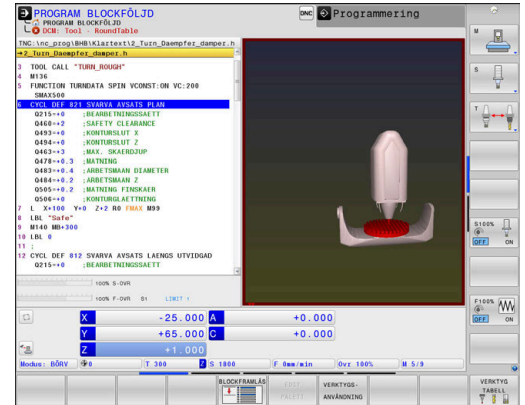 PROGRAM BLOCKFÖLJD
PROGRAM BLOCKFÖLJD
DCM: Tool - RoundTable
DNC
Programmering
TNC:\nc_prog\BHB\Klartext\2_Turn_Daempfer_damper.h
→2_Turn_Daempfer_damper.h
3 TOOL CALL "TURN_ROUGH"
4 M136
5 FUNCTION TURNDATA SPIN VCONST:ON VC:200
SMAX500
6 CYCL DEF 821 SVARVA AVSATS PLAN
Q215=+0 ;BEARBETNINGSSAETT
Q460=+2 ;SAFETY CLEARANCE
Q493=+0 ;KONTURSLUT X
Q494=+0 ;KONTURSLUT Z
Q463=+3 ;MAX. SKAERDJUP
Q478=+0.3 ;MATNING
Q483=+0.4 ;ARBETSMAAN DIAMETER
Q484=+0.2 ;ARBETSMAAN Z
Q505=+0.2 ;MATNING FINSKAER
Q506=+0 ;KONTURGLAETTNING
7 L X+100 Y+0 Z+2 R0 FMAX M99
8 LBL "Safe"
9 M140 MB+300
10 LBL 0
11 ;
12 CYCL DEF 812 SVARVA AVSATS LAENGS UTVIDGAD
Q215=+0 ;BEARBETNINGSSAETT
100% S-OVR
100% F-OVR S1 LIMIT 1
X -25.000 A +0.000
Y +65.000 C +0.000
Z +1.000
Modus: BÖRV 0 T 300 Z S 1800 F 0mm/min Ovr 100% M 5/9
BLOCKFRAMLÄS
EDIT
PALETT
VERKTYGS-
ANVÄNDNING
VERKTYG
TABELL
M
S
T
S100%
OFF ON
F100%
OFF ON